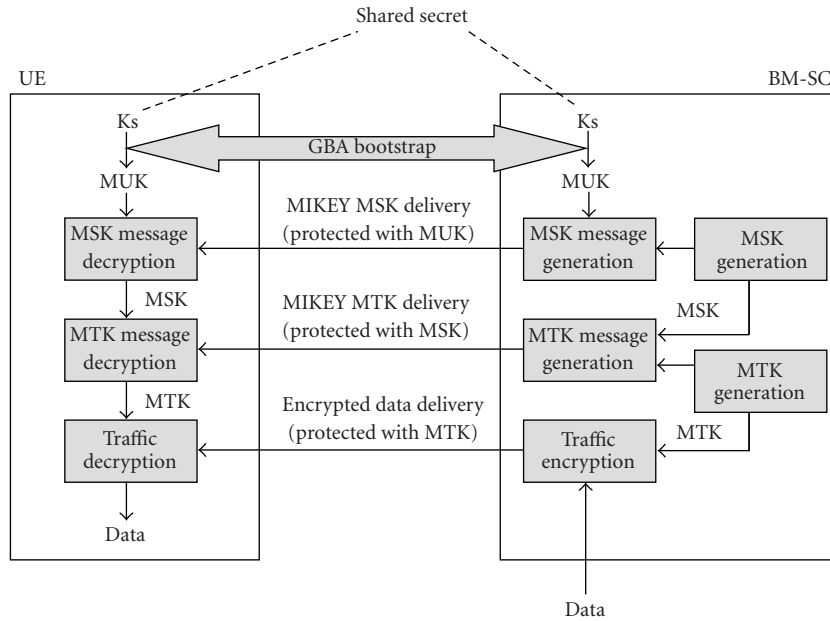 Shared secret
UE
BM-SC
Ks
Ks
GBA bootstrap
MUK
MUK
MIKEY MSK delivery
(protected with MUK)
MSK message
decryption
MSK message
generation
MSK
generation
MSK
MIKEY MTK delivery
(protected with MSK)
MSK
MTK message
decryption
MTK message
generation
MTK
generation
MTK
Encrypted data delivery
(protected with MTK)
MTK
Traffic
decryption
Traffic
encryption
Data
Data